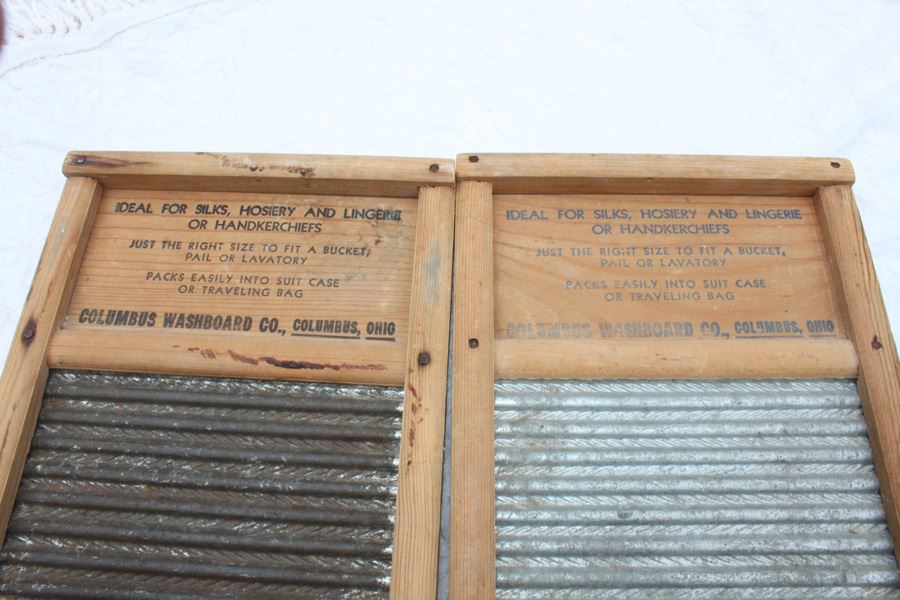 IDEAL FOR SILKS, HOSIERY AND LINGERIE
OR HANDKERCHIEFS
JUST THE RIGHT SIZE TO FIT A BUCKET,
PAIL OR LAVATORY
PACKS EASILY INTO SUIT CASE
OR TRAVELING BAG
COLUMBUS WASHBOARD CO., COLUMBUS, OHIO
IDEAL FOR SILKS, HOSIERY AND LINGERIE
OR HANDKERCHIEFS
JUST THE RIGHT SIZE TO FIT A BUCKET,
PAIL OR LAVATORY
PACKS EASILY INTO SUIT CASE
OR TRAVELING BAG
COLUMBUS WASHBOARD CO., COLUMBUS, OHIO